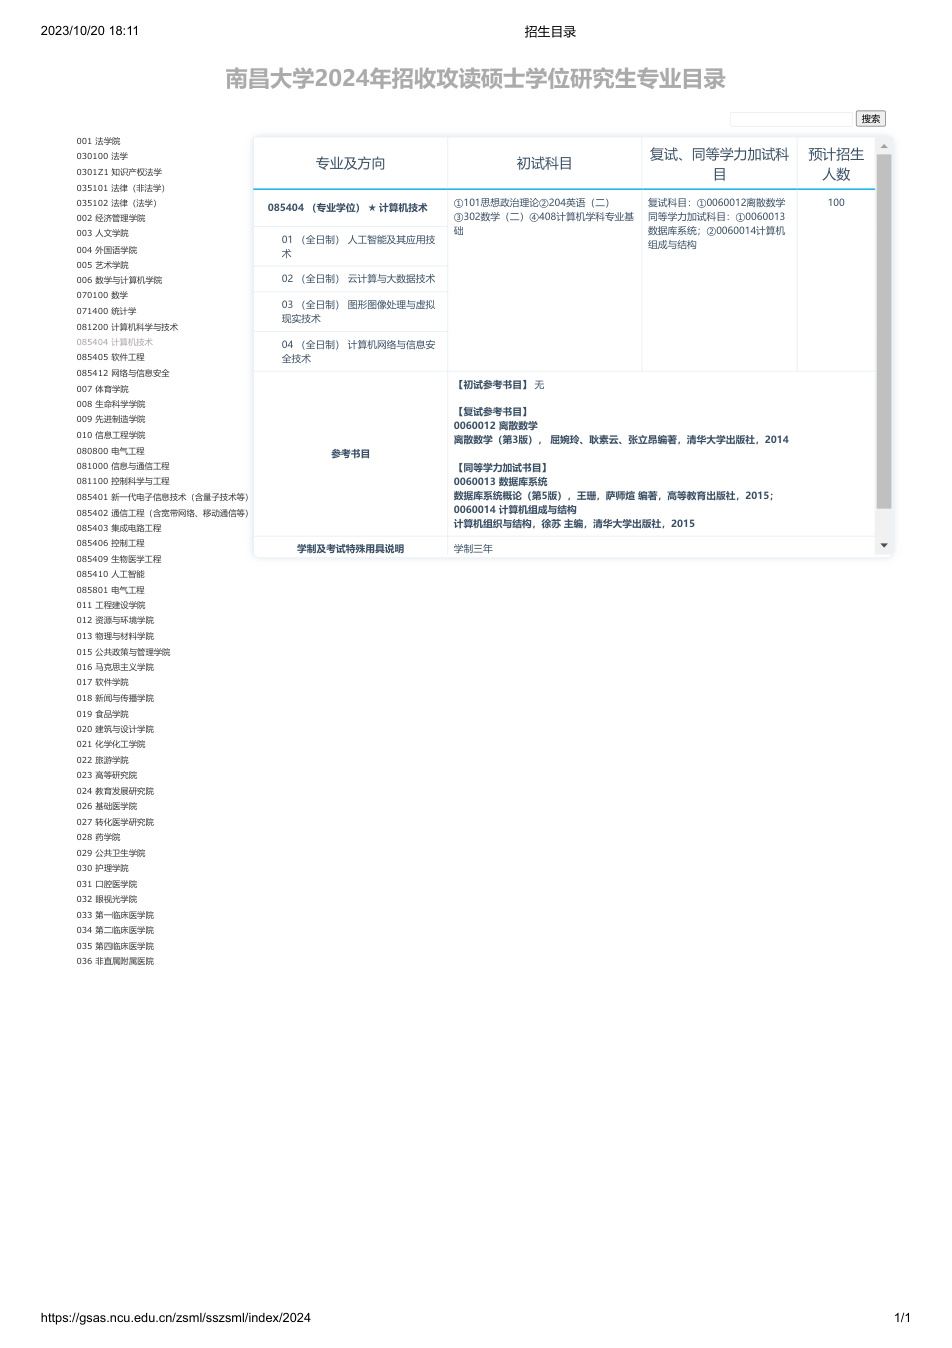 2023/10/20 18:11
招生目录
南昌大学2024年招收攻读硕士学位研究生专业目录
搜索
001 法学院
030100 法学
0301Z1 知识产权法学
035101 法律（非法学）
035102 法律（法学）
002 经济管理学院
003 人文学院
004 外国语学院
005 艺术学院
006 数学与计算机学院
070100 数学
071400 统计学
081200 计算机科学与技术
085404 计算机技术
085405 软件工程
085412 网络与信息安全
007 体育学院
008 生命科学学院
009 先进制造学院
010 信息工程学院
080800 电气工程
081000 信息与通信工程
081100 控制科学与工程
085401 新一代电子信息技术（含量子技术等）
085402 通信工程（含宽带网络、移动通信等）
085403 集成电路工程
085406 控制工程
085409 生物医学工程
085410 人工智能
085801 电气工程
011 工程建设学院
012 资源与环境学院
013 物理与材料学院
015 公共政策与管理学院
016 马克思主义学院
017 软件学院
018 新闻与传播学院
019 食品学院
020 建筑与设计学院
021 化学化工学院
022 旅游学院
023 高等研究院
024 教育发展研究院
026 基础医学院
027 转化医学研究院
028 药学院
029 公共卫生学院
030 护理学院
031 口腔医学院
032 眼视光学院
033 第一临床医学院
034 第二临床医学院
035 第四临床医学院
036 非直属附属医院
专业及方向
初试科目
复试、同等学力加试科
目
预计招生
人数
085404 （专业学位） ★ 计算机技术
01 （全日制） 人工智能及其应用技
术
02 （全日制） 云计算与大数据技术
03 （全日制） 图形图像处理与虚拟
现实技术
04 （全日制） 计算机网络与信息安
全技术
①101思想政治理论②204英语（二）
③302数学（二）④408计算机学科专业基
础
复试科目：①0060012离散数学
同等学力加试科目：①0060013
数据库系统；②0060014计算机
组成与结构
100
参考书目
【初试参考书目】 无
【复试参考书目】
0060012 离散数学
离散数学（第3版）， 屈婉玲、耿素云、张立昂编著，清华大学出版社，2014
【同等学力加试书目】
0060013 数据库系统
数据库系统概论（第5版），王珊，萨师煊 编著，高等教育出版社，2015；
0060014 计算机组成与结构
计算机组织与结构，徐苏 主编，清华大学出版社，2015
学制及考试特殊用具说明
学制三年
https://gsas.ncu.edu.cn/zsml/sszsml/index/2024
1/1